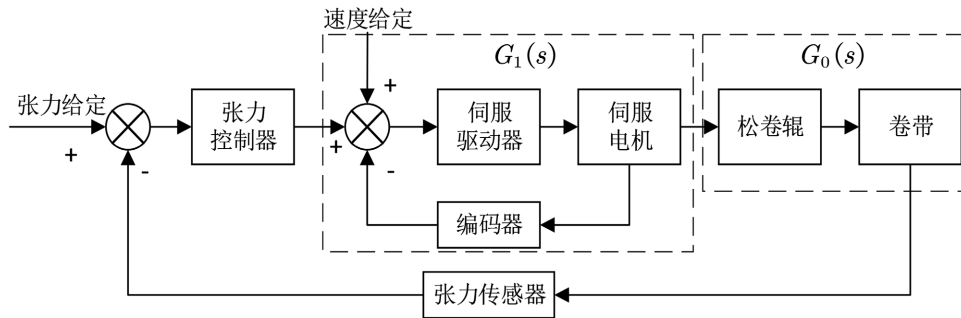 速度给定
G₁(s)
G₀(s)
张力给定
+
-
张力
控制器
+
+
-
伺服
驱动器
伺服
电机
松卷辊
卷带
编码器
张力传感器